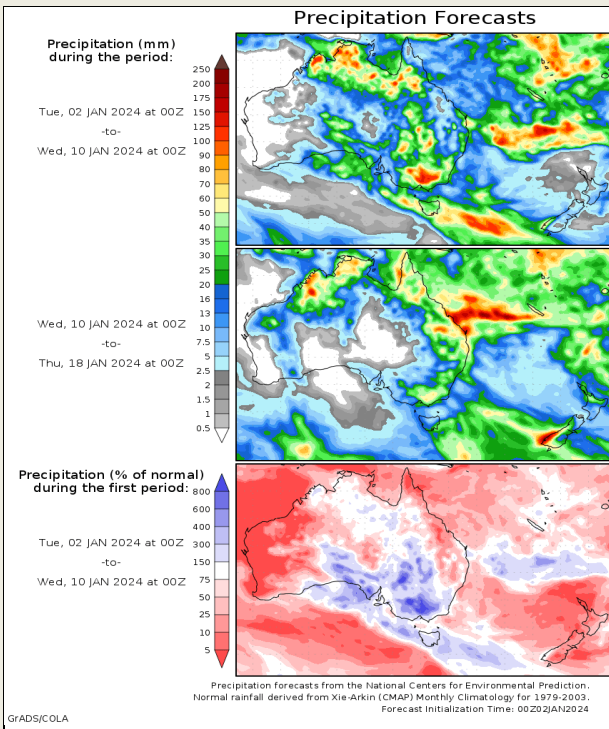 Precipitation Forecasts
Precipitation (mm)
during the period:
Tue, 02 JAN 2024 at 00Z
-to-
Wed, 10 JAN 2024 at 00Z
250
200
175
150
125
100
90
80
70
60
50
40
35
30
25
20
16
13
10
7.5
5
2.5
2
1.5
1
0.5
Wed, 10 JAN 2024 at 00Z
-to-
Thu, 18 JAN 2024 at 00Z
Precipitation (% of normal)
during the first period:
Tue, 02 JAN 2024 at 00Z
-to-
Wed, 10 JAN 2024 at 00Z
800
600
400
300
150
75
50
25
10
5
Precipitation forecasts from the National Centers for Environmental Prediction.
Normal rainfall derived from Xie-Arkin (CMAP) Monthly Climatology for 1979-2003.
Forecast Initialization Time: 00Z02JAN2024
GrADS/COLA